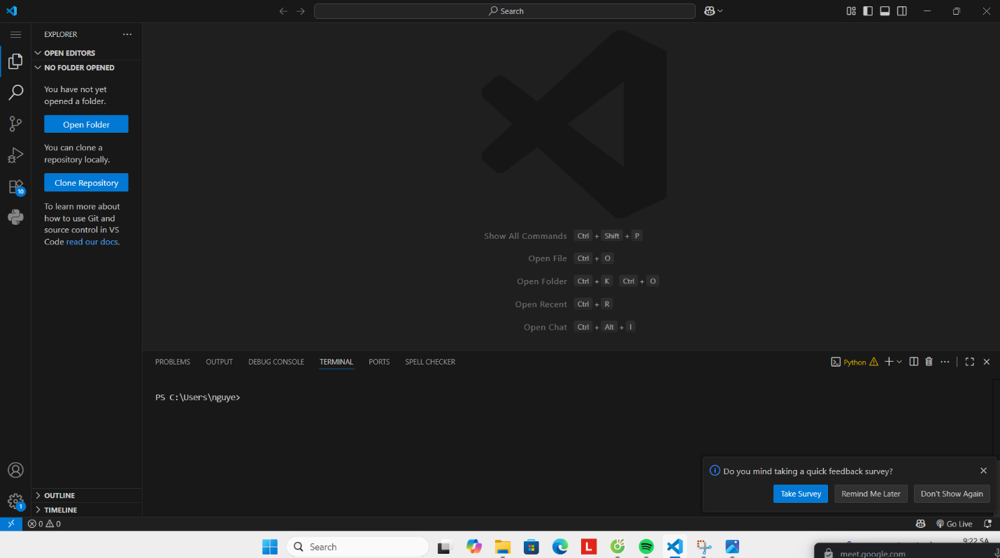 Search
EXPLORER
OPEN EDITORS
NO FOLDER OPENED
You have not yet
opened a folder.
Open Folder
You can clone a
repository locally.
Clone Repository
To learn more about
how to use Git and
source control in VS
Code read our docs.
10
Show All Commands Ctrl + Shift + P
Open File Ctrl + O
Open Folder Ctrl + K Ctrl + O
Open Recent Ctrl + R
Open Chat Ctrl + Alt + I
PROBLEMS OUTPUT DEBUG CONSOLE TERMINAL PORTS SPELL CHECKER
Python
PS C:\Users\nguye>
Do you mind taking a quick feedback survey?
Take Survey Remind Me Later Don't Show Again
OUTLINE
1
TIMELINE
0 0
Go Live
Search
L
9:22 SA
meet.google.com